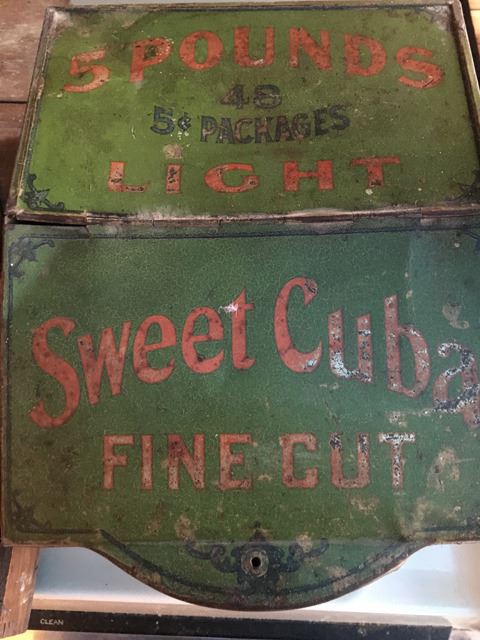 5 POUNDS
48
5¢ PACKAGES
LIGHT
Sweet Cuba
FINE CUT
CLEAN